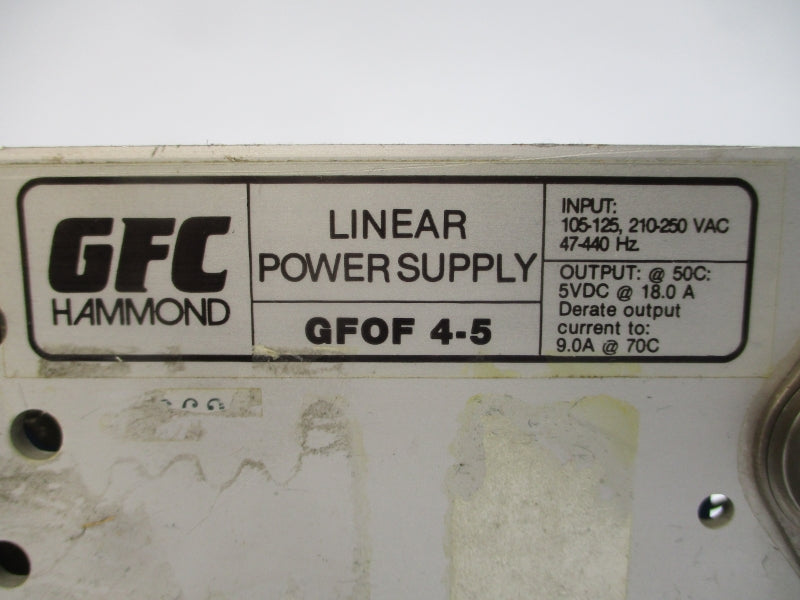 GFC
HAMMOND
LINEAR
POWER SUPPLY
GFOF 4-5
INPUT:
105-125, 210-250 VAC
47-440 Hz
OUTPUT: @ 50C:
5VDC @ 18.0 A
Derate output
current to:
9.0A @ 70C